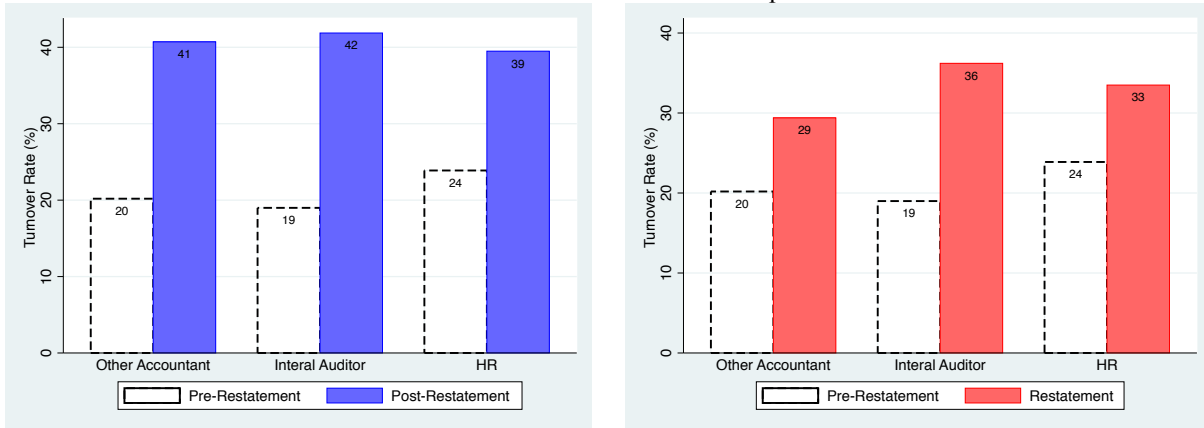 Turnover Rate (%)
40
30
20
10
0
41
42
39
20
19
24
Other Accountant
Interal Auditor
HR
Pre-Restatement
Post-Restatement
Turnover Rate (%)
40
30
20
10
0
29
36
33
20
19
24
Other Accountant
Interal Auditor
HR
Pre-Restatement
Restatement